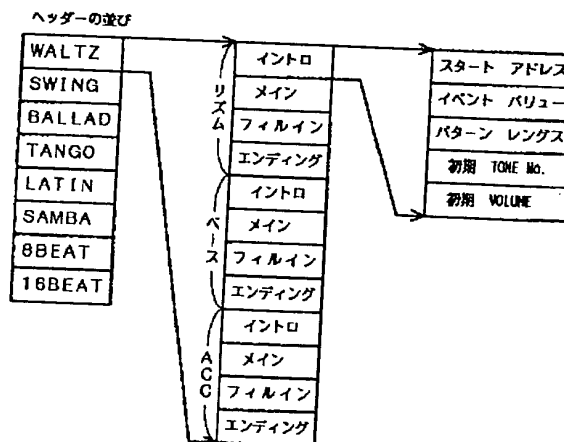 ヘッダーの並び
WALTZ
SWING
BALLAD
TANGO
LATIN
SAMBA
8BEAT
16BEAT
リズム
イントロ
メイン
フィルイン
エンディング
ベース
イントロ
メイン
フィルイン
エンディング
ACC
イントロ
メイン
フィルイン
エンディング
スタート アドレス
イベント バリュー
パターン レングス
初期 TONE No.
初期 VOLUME